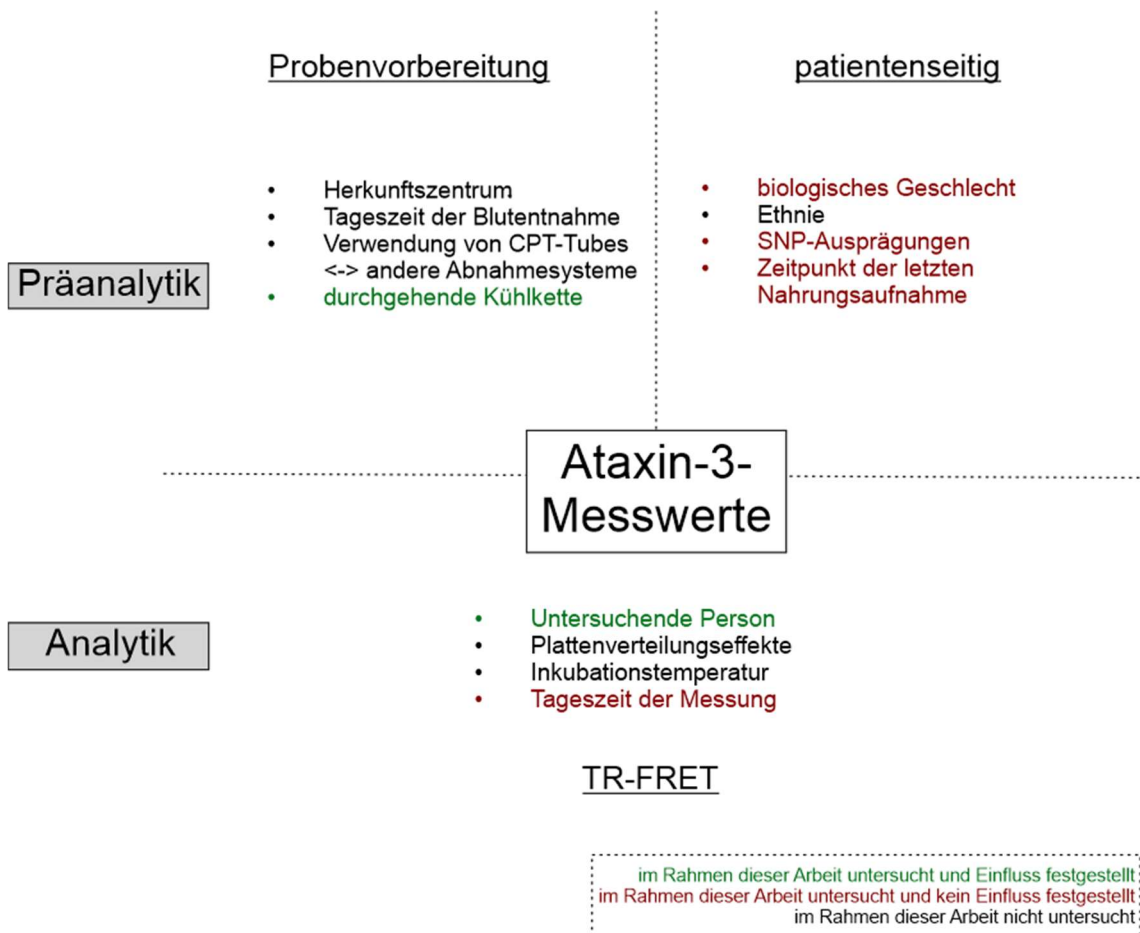 Probenvorbereitung
patientenseitig
Präanalytik
• Herkunftszentrum
• Tageszeit der Blutentnahme
• Verwendung von CPT-Tubes
<-> andere Abnahmesysteme
• durchgehende Kühlkette
• biologisches Geschlecht
• Ethnie
• SNP-Ausprägungen
• Zeitpunkt der letzten
Nahrungsaufnahme
Ataxin-3-
Messwerte
Analytik
• Untersuchende Person
• Plattenverteilungseffekte
• Inkubationstemperatur
• Tageszeit der Messung
TR-FRET
im Rahmen dieser Arbeit untersucht und Einfluss festgestellt
im Rahmen dieser Arbeit untersucht und kein Einfluss festgestellt
im Rahmen dieser Arbeit nicht untersucht